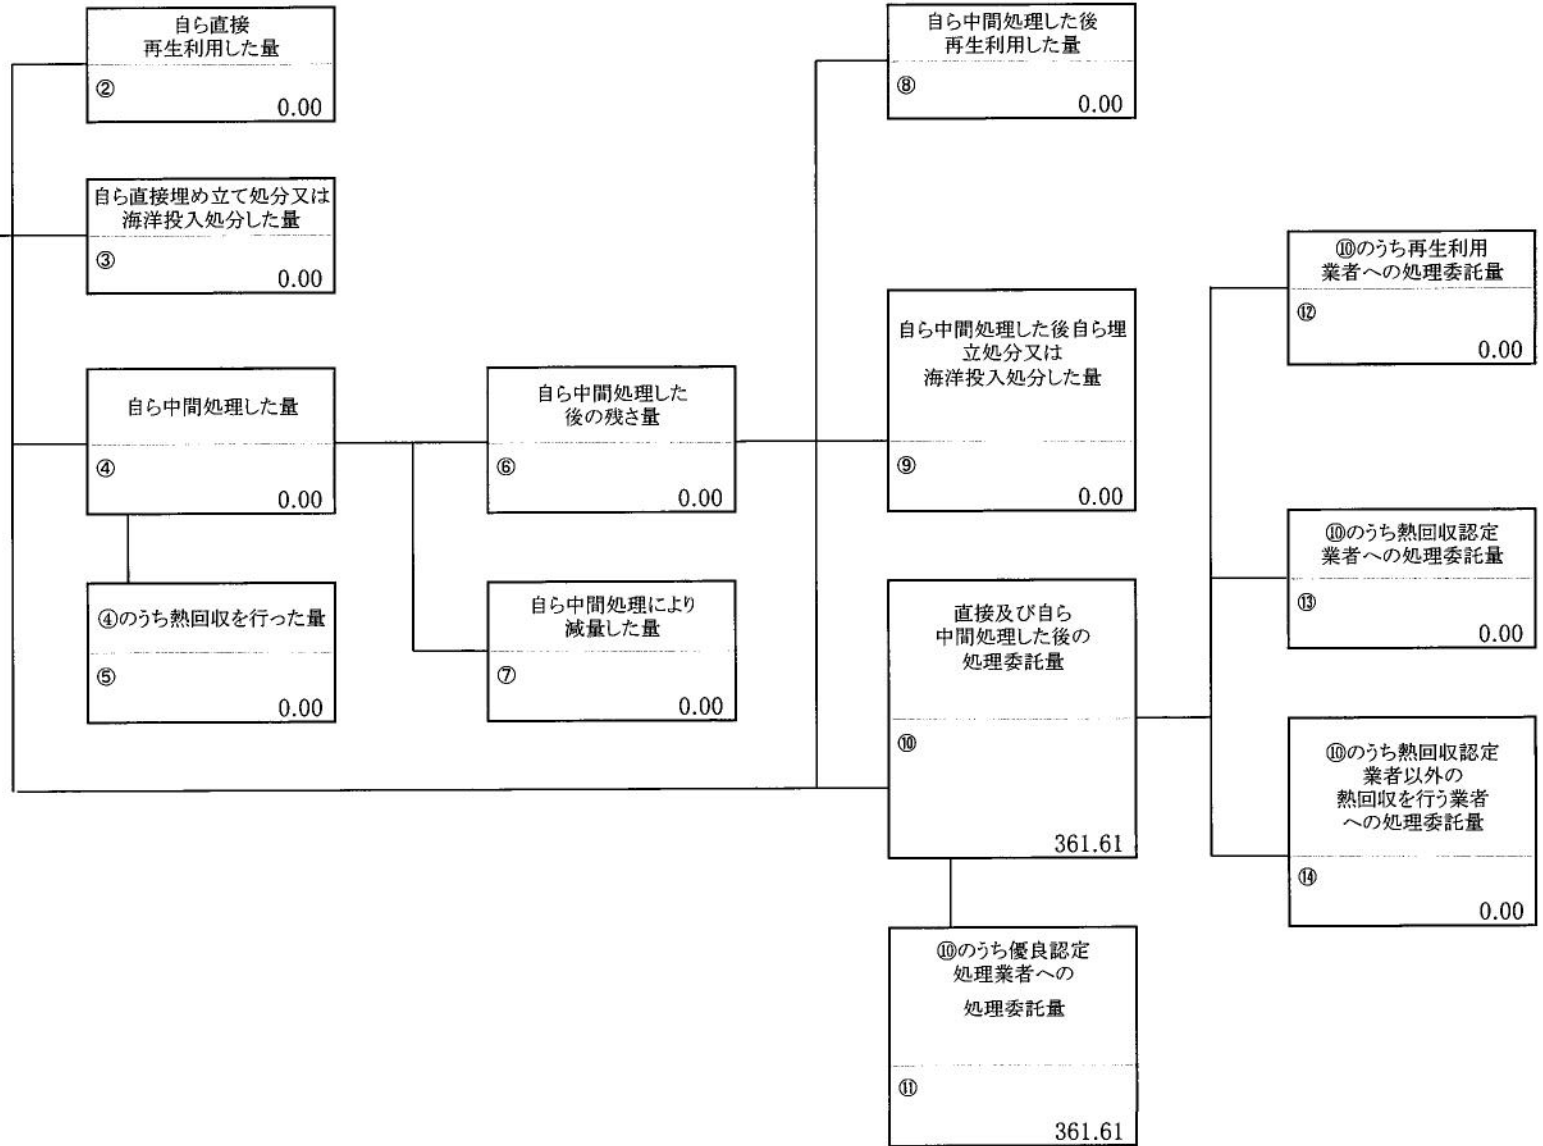 自ら直接
再生利用した量
②
0.00
自ら直接埋め立て処分又は
海洋投入処分した量
③
0.00
自ら中間処理した量
④
0.00
④のうち熱回収を行った量
⑤
0.00
自ら中間処理した
後の残さ量
⑥
0.00
自ら中間処理により
減量した量
⑦
0.00
自ら中間処理した後
再生利用した量
⑧
0.00
自ら中間処理した後自ら埋
立処分又は
海洋投入処分した量
⑨
0.00
直接及び自ら
中間処理した後の
処理委託量
⑩
361.61
⑩のうち優良認定
処理業者への
処理委託量
⑪
361.61
⑩のうち再生利用
業者への処理委託量
⑫
0.00
⑩のうち熱回収認定
業者への処理委託量
⑬
0.00
⑩のうち熱回収認定
業者以外の
熱回収を行う業者
への処理委託量
⑭
0.00